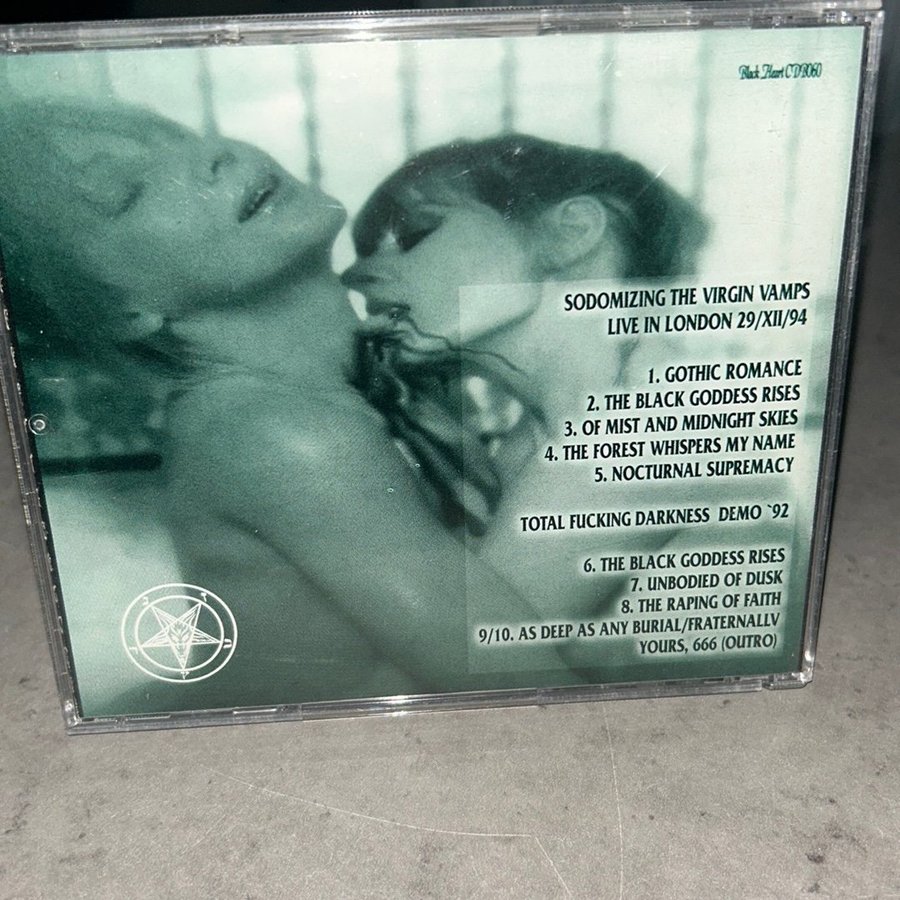 Black Heart CDB060
SODOMIZING THE VIRGIN VAMPS
LIVE IN LONDON 29/XII/94
1. GOTHIC ROMANCE
2. THE BLACK GODDESS RISES
3. OF MIST AND MIDNIGHT SKIES
4. THE FOREST WHISPERS MY NAME
5. NOCTURNAL SUPREMACY
TOTAL FUCKING DARKNESS DEMO `92
6. THE BLACK GODDESS RISES
7. UNBODIED OF DUSK
8. THE RAPING OF FAITH
9/10. AS DEEP AS ANY BURIAL/FRATERNALLV
YOURS, 666 (OUTRO)